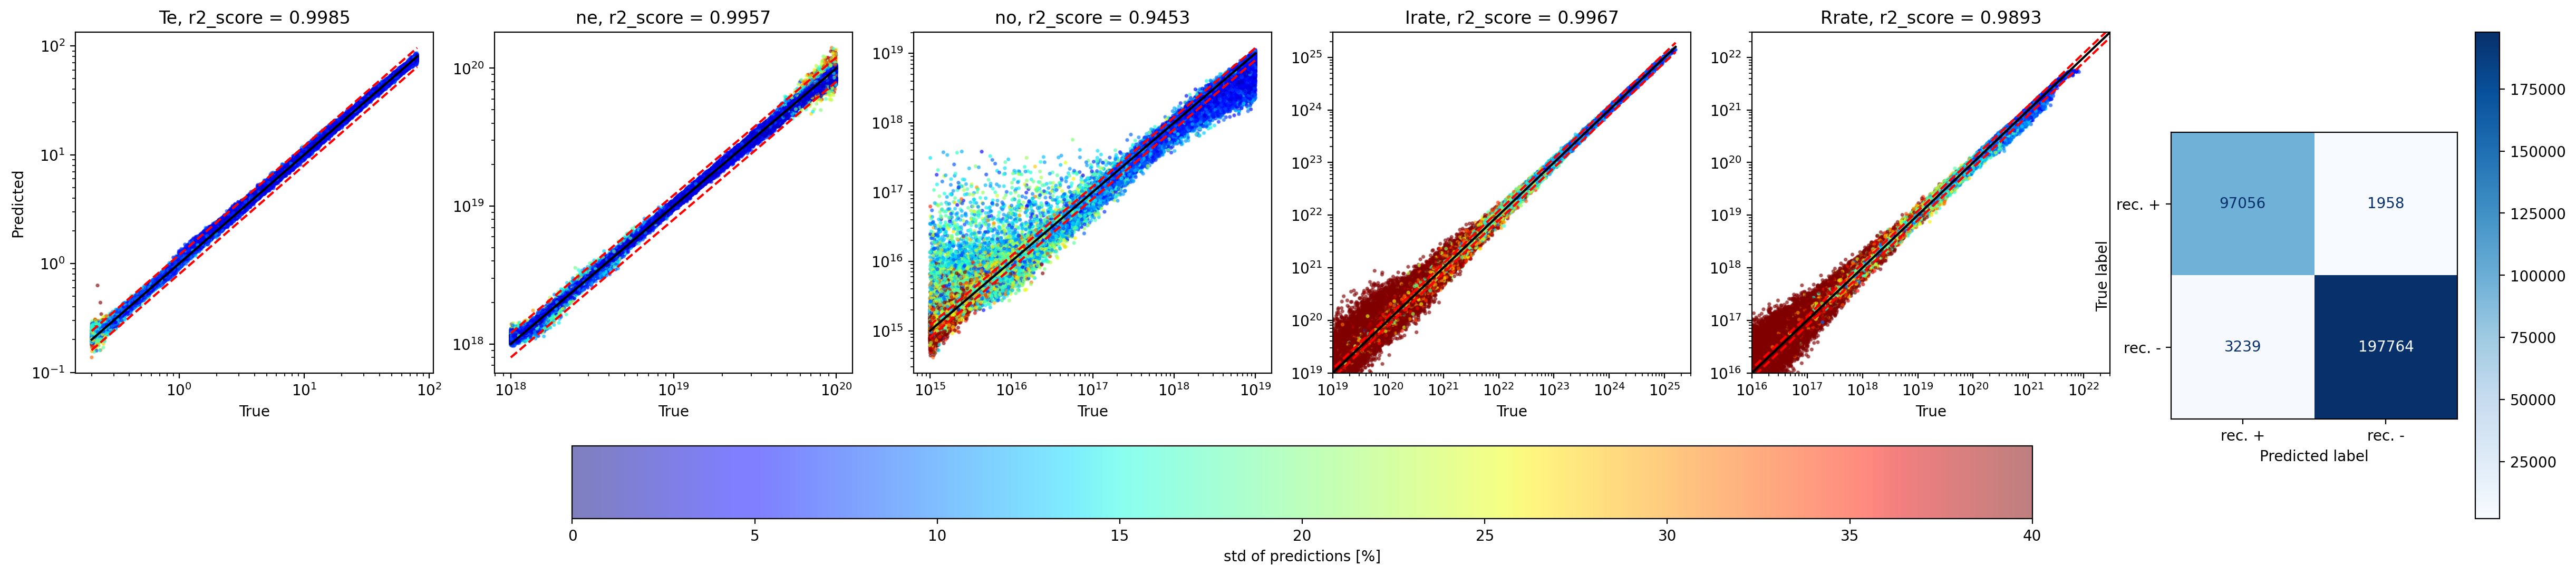 Te, r2_score = 0.9985
ne, r2_score = 0.9957
no, r2_score = 0.9453
Irate, r2_score = 0.9967
Rrate, r2_score = 0.9893
Predicted
10² 10¹ 10⁰ 10⁻¹
10⁰ 10¹ 10²
True
10²⁰ 10¹⁹ 10¹⁸
10¹⁸ 10¹⁹ 10²⁰
True
10¹⁹ 10¹⁸ 10¹⁷ 10¹⁶ 10¹⁵
10¹⁵ 10¹⁶ 10¹⁷ 10¹⁸ 10¹⁹
True
10²⁵ 10²⁴ 10²³ 10²² 10²¹ 10²⁰ 10¹⁹
10¹⁹ 10²⁰ 10²¹ 10²² 10²³ 10²⁴ 10²⁵
True
10²² 10²¹ 10²⁰ 10¹⁹ 10¹⁸ 10¹⁷ 10¹⁶
10¹⁶ 10¹⁷ 10¹⁸ 10¹⁹ 10²⁰ 10²¹ 10²²
True
True label
rec. + 97056 1958
rec. - 3239 197764
rec. + rec. -
Predicted label
175000
150000
125000
100000
75000
50000
25000
0 5 10 15 20 25 30 35 40
std of predictions [%]